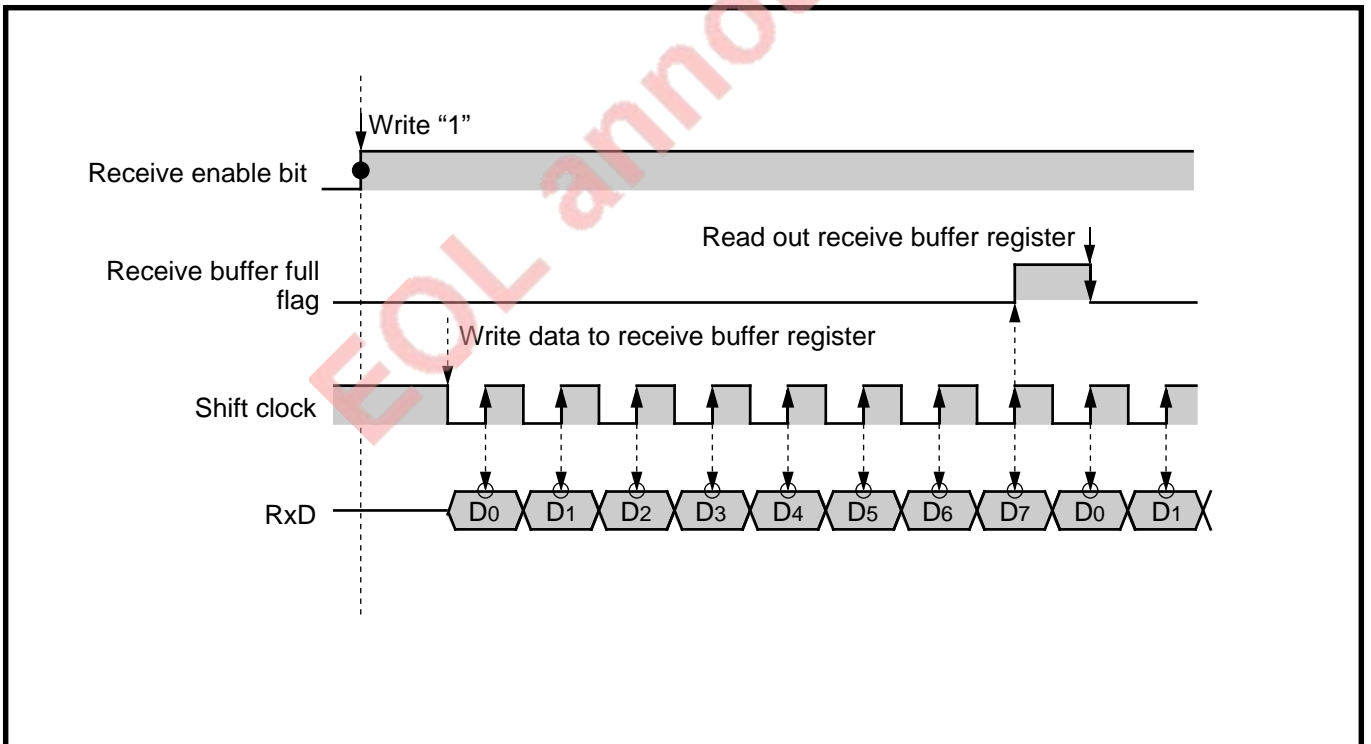 EOL anno
Write “1”
Receive enable bit
Read out receive buffer register
Receive buffer full
flag
Write data to receive buffer register
Shift clock
RxD
D0 D1 D2 D3 D4 D5 D6 D7 D0 D1